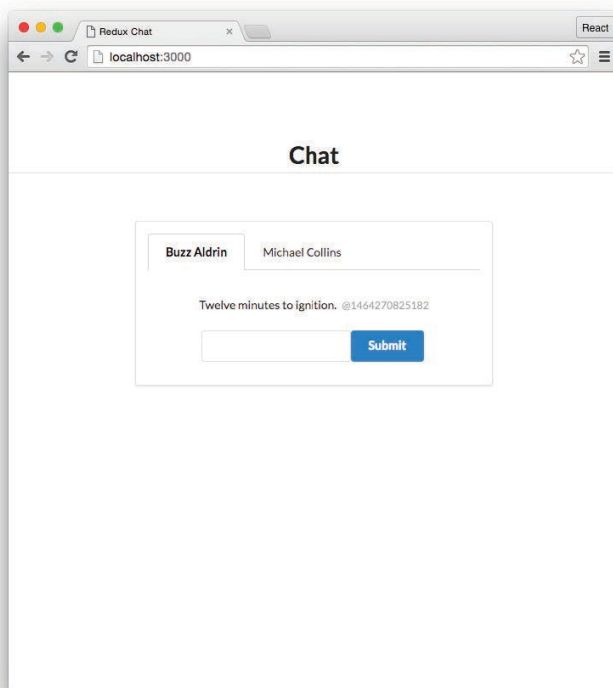 Redux Chat
React
localhost:3000
Chat
Buzz Aldrin Michael Collins
Twelve minutes to ignition. @1464270825182
Submit